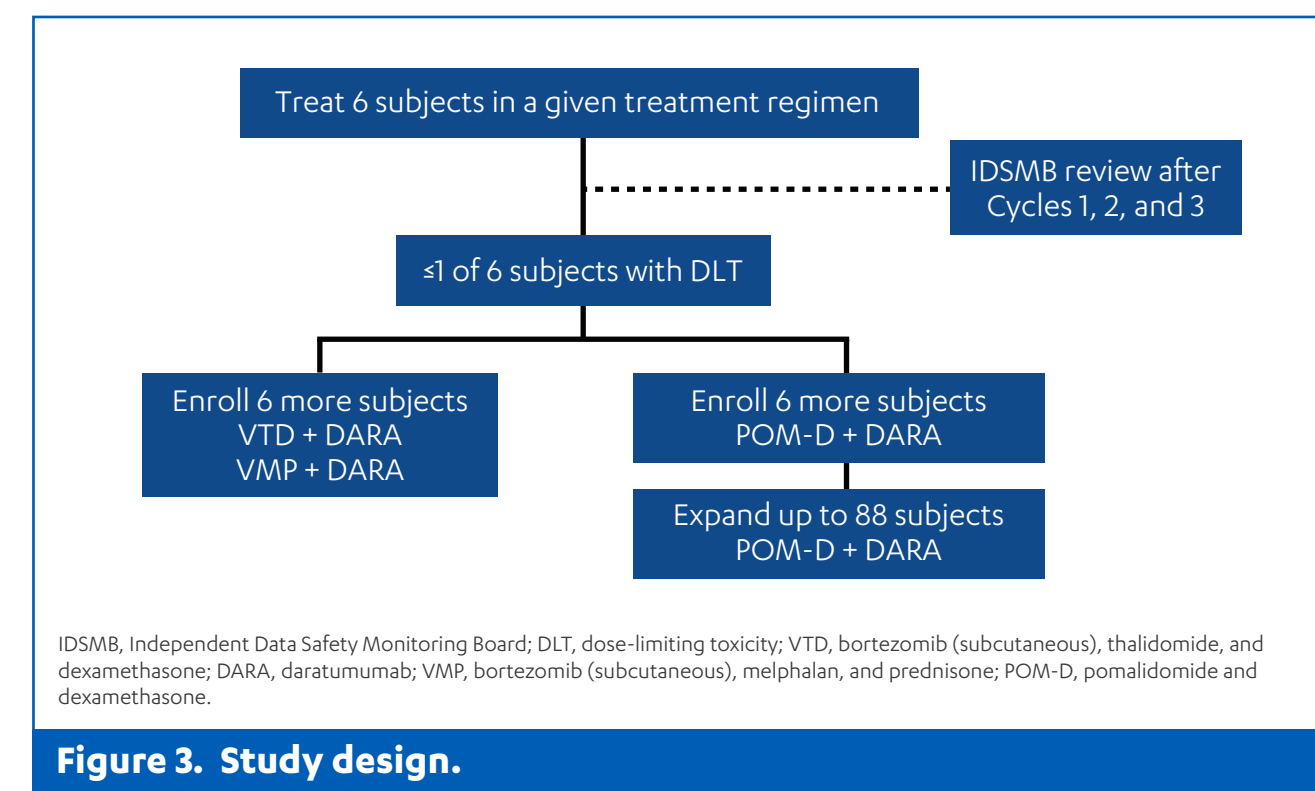 Treat 6 subjects in a given treatment regimen
IDSMB review after
Cycles 1, 2, and 3
≤1 of 6 subjects with DLT
Enroll 6 more subjects
VTD + DARA
VMP + DARA
Enroll 6 more subjects
POM-D + DARA
Expand up to 88 subjects
POM-D + DARA
IDSMB, Independent Data Safety Monitoring Board; DLT, dose-limiting toxicity; VTD, bortezomib (subcutaneous), thalidomide, and
dexamethasone; DARA, daratumumab; VMP, bortezomib (subcutaneous), melphalan, and prednisone; POM-D, pomalidomide and
dexamethasone.
Figure 3. Study design.